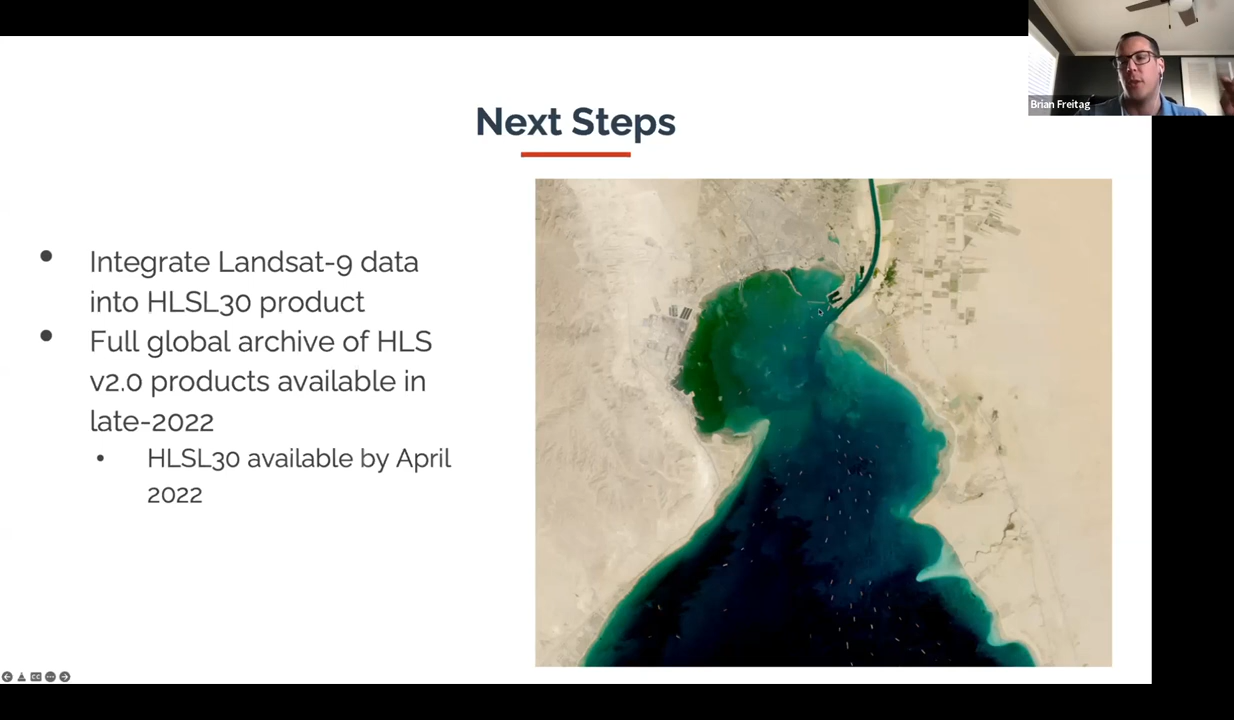 Brian Freitag
Next Steps
Integrate Landsat-9 data
into HLSL30 product
Full global archive of HLS
v2.0 products available in
late-2022
HLSL30 available by April
2022